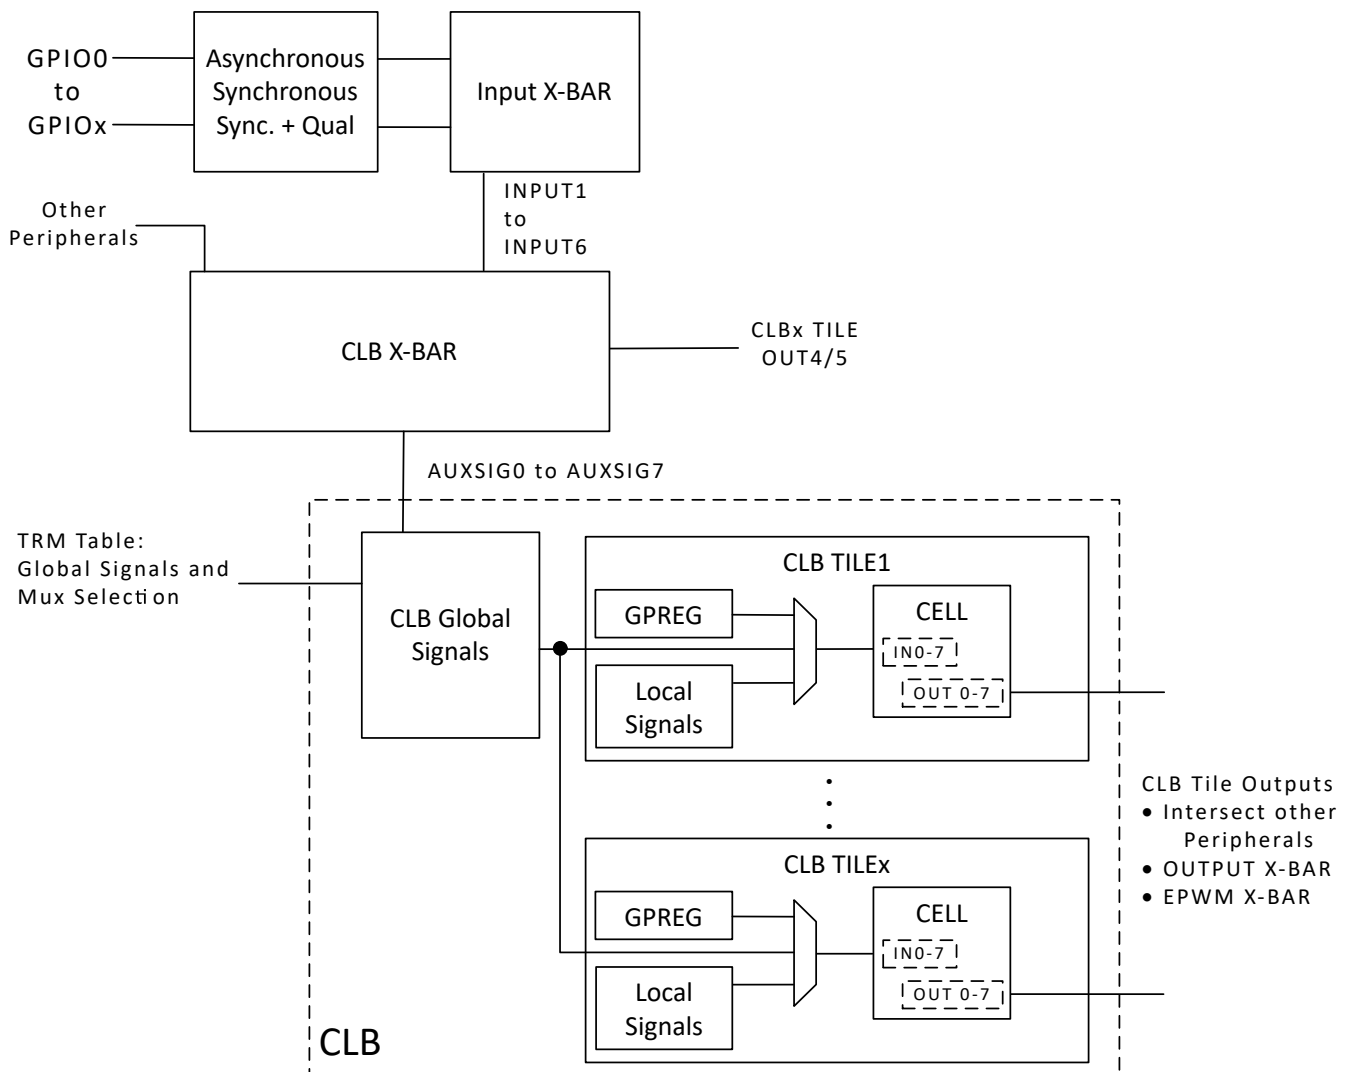 GPIO0
to
GPIOx
Asynchronous
Synchronous
Sync. + Qual
Input X-BAR
INPUT1
to
INPUT6
Other
Peripherals
CLB X-BAR
CLBx TILE
OUT4/5
AUXSIG0 to AUXSIG7
TRM Table:
Global Signals and
Mux Selection
CLB Global
Signals
CLB TILE1
GPREG
Local
Signals
CELL
IN0-7
OUT 0-7
CLB TILEx
GPREG
Local
Signals
CELL
IN0-7
OUT 0-7
CLB Tile Outputs
• Intersect other
Peripherals
• OUTPUT X-BAR
• EPWM X-BAR
CLB